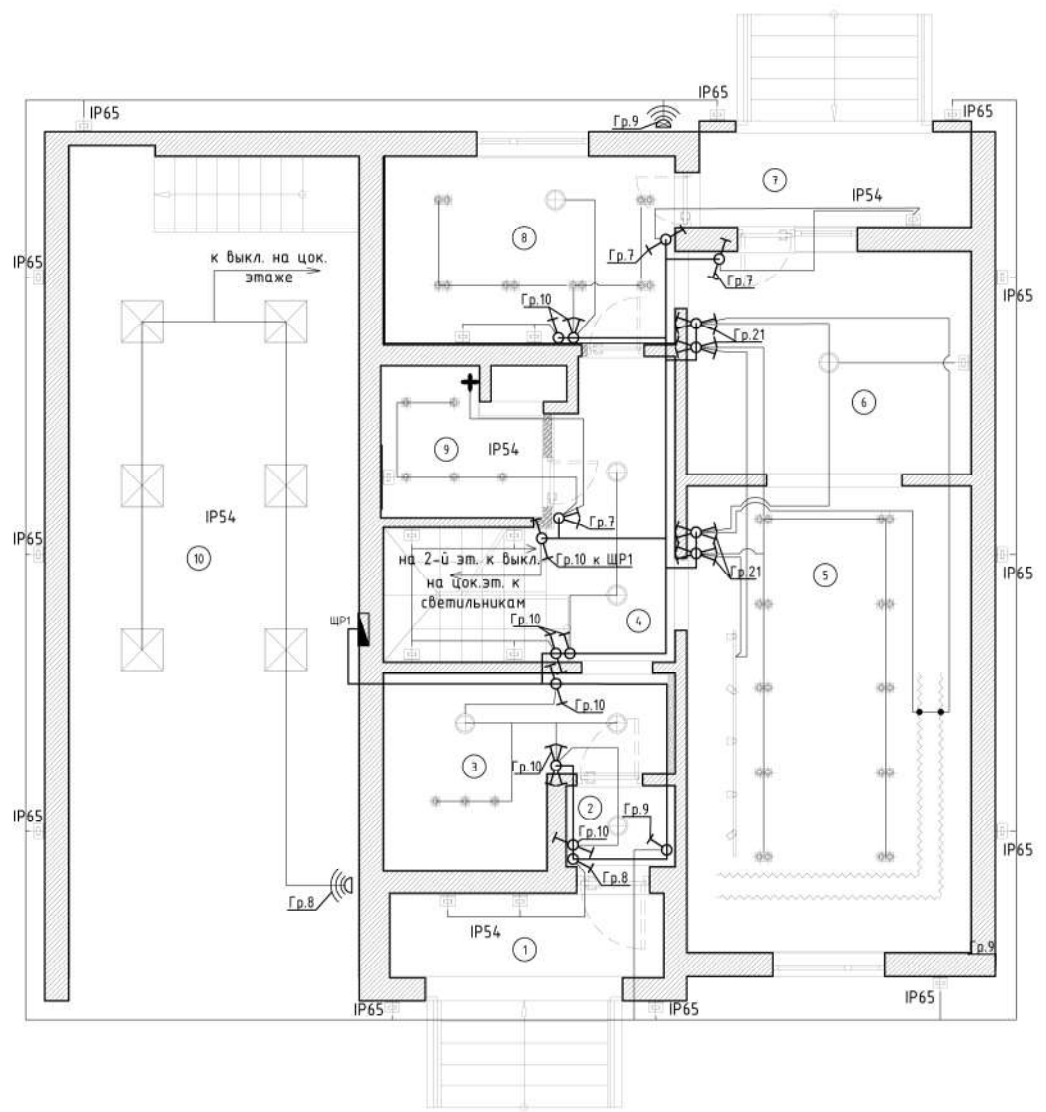 IP65
IP65
IP65
Гр.9
7
IP54
8
к выкл. на цок.
этаже
IP65
Гр.7
Гр.7
IP65
Гр.10
Гр.21
6
9
IP54
IP54
10
Гр.7
IP65
на 2-й эт. к выкл.
Гр.10 к ЩР1
на цок.эт. к
светильникам
Гр.21
5
IP65
ЩР1
Гр.10
4
Гр.10
3
Гр.10
2
Гр.9
IP65
Гр.10
IP65
Гр.8
Гр.8
IP54
1
Гр.9
IP65
IP65
IP65